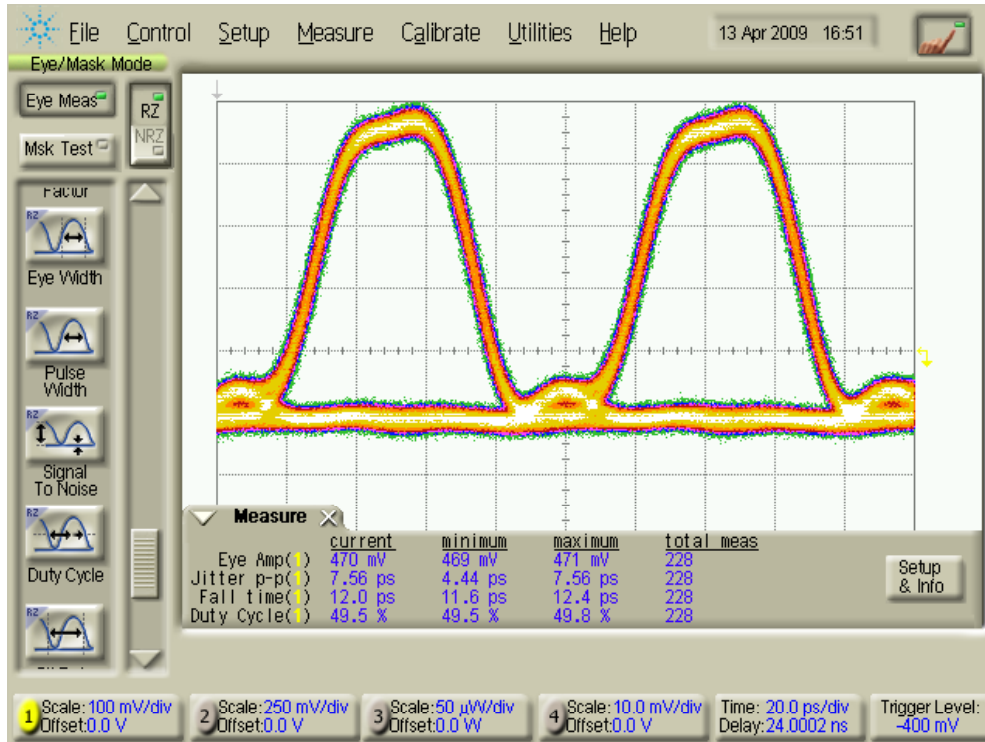 File Control Setup Measure Calibrate Utilities Help 13 Apr 2009 16:51
Eye/Mask Mode
Eye Meas
RZ
NRZ
Msk Test
Factor
RZ
Eye Width
RZ
Pulse
Width
RZ
Signal
To Noise
RZ
Duty Cycle
RZ
Measure
current minimum maximum total meas
Eye Amp(1) 470 mV 469 mV 471 mV 228
Jitter p-p(1) 7.56 ps 4.44 ps 7.56 ps 228
Fall time(1) 12.0 ps 11.6 ps 12.4 ps 228
Duty Cycle(1) 49.5 % 49.5 % 49.8 % 228
Setup
& Info
1 Scale:100 mV/div
Offset:0.0 V
2 Scale:250 mV/div
Offset:0.0 V
3 Scale:50 µW/div
Offset:0.0 W
4 Scale:10.0 mV/div
Offset:0.0 V
Time: 20.0 ps/div
Delay:24.0002 ns
Trigger Level:
-400 mV